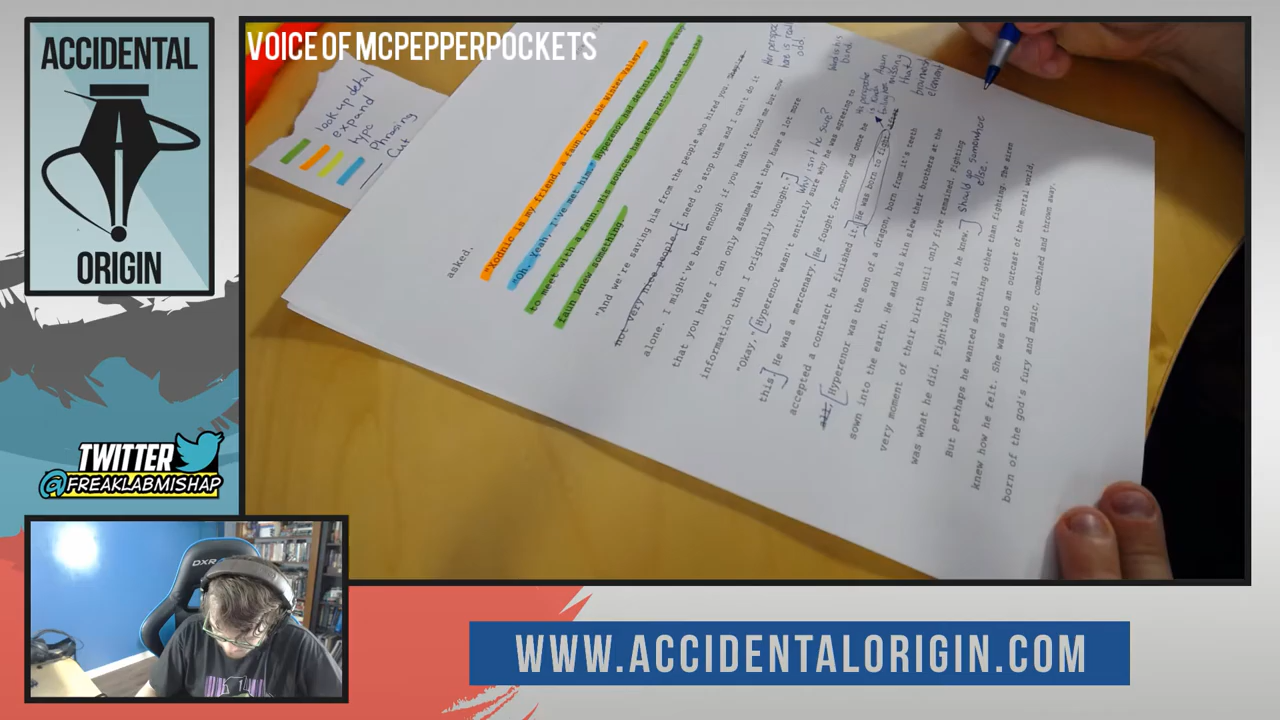 ACCIDENTAL
ORIGIN
VOICE OF MCPEPPERPOCKETS
look up detail
expand
type
Phrasing
Cut
asked.
"Xodnie is my friend, a faun from the Winter Valley."
"Oh. Yeah, I've met him." Hyperenor had definitely made a stop
to meet with a faun. His sources had been pretty clear that the
faun knew something
"And we're saving him from the people who hired you.
not very nice people. [I need to stop them and I can't do it
alone. I might've been enough if you hadn't found me but now
that you have I can only assume that they have a lot more
information than I originally thought."]
Why isn't he sure?
"Okay," [Hyperenor wasn't entirely sure why he was agreeing to
this.] He was a mercenary. [He fought for money and once he
accepted a contract he finished it.] He was born to fight
all. [Hyperenor was the son of a dragon, born from it's teeth
sown into the earth. He and his kin slew their brothers at the
very moment of their birth until only five remained. Fighting
was what he did. Fighting was all he knew.]
Should go somewhere
else.
But perhaps he wanted something other than fighting. The siren
knew how he felt. She was also an outcast of the mortal world,
born of the god's fury and magic, combined and thrown away.
Again
missing
that
element
TWITTER
@FREAKLABMISHAP
DXR
WWW.ACCIDENTALORIGIN.COM